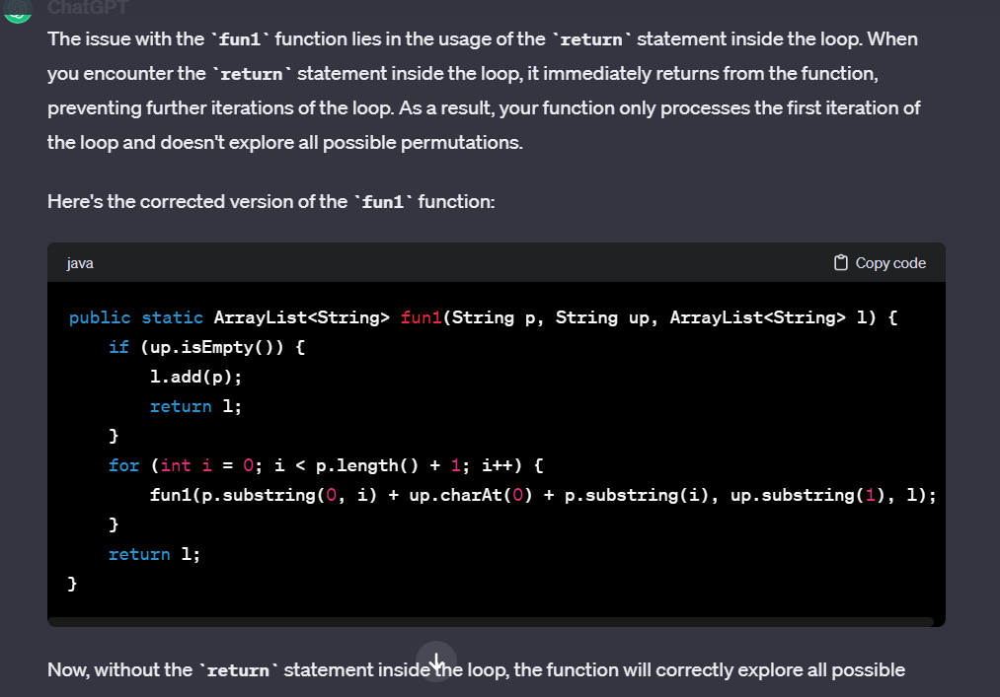 ChatGPT
The issue with the `fun1` function lies in the usage of the `return` statement inside the loop. When
you encounter the `return` statement inside the loop, it immediately returns from the function,
preventing further iterations of the loop. As a result, your function only processes the first iteration of
the loop and doesn't explore all possible permutations.
Here's the corrected version of the `fun1` function:
java Copy code
public static ArrayList<String> fun1(String p, String up, ArrayList<String> l) {
    if (up.isEmpty()) {
        l.add(p);
        return l;
    }
    for (int i = 0; i < p.length() + 1; i++) {
        fun1(p.substring(0, i) + up.charAt(0) + p.substring(i), up.substring(1), l);
    }
    return l;
}
Now, without the `return` statement inside the loop, the function will correctly explore all possible